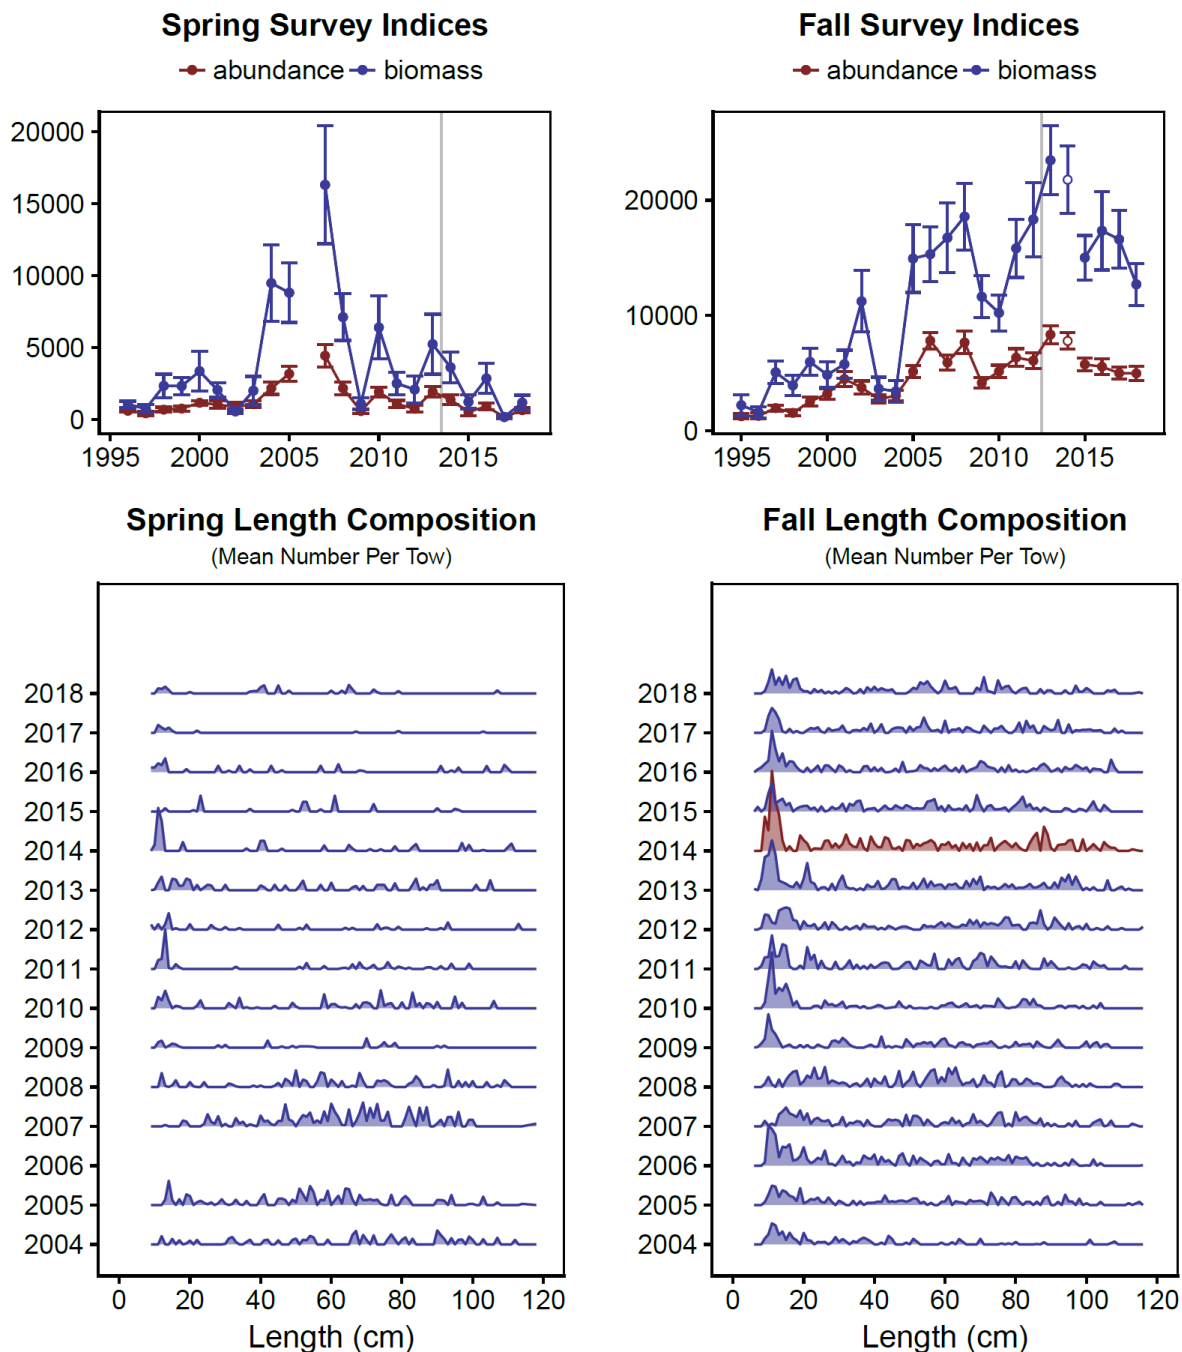 Spring Survey Indices
abundance biomass
20000
15000
10000
5000
0
1995 2000 2005 2010 2015
Fall Survey Indices
abundance biomass
20000
10000
0
1995 2000 2005 2010 2015
Spring Length Composition
(Mean Number Per Tow)
2018
2017
2016
2015
2014
2013
2012
2011
2010
2009
2008
2007
2006
2005
2004
0 20 40 60 80 100 120
Length (cm)
Fall Length Composition
(Mean Number Per Tow)
2018
2017
2016
2015
2014
2013
2012
2011
2010
2009
2008
2007
2006
2005
2004
0 20 40 60 80 100 120
Length (cm)